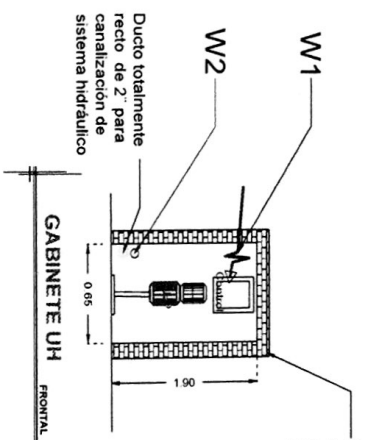 W1
W2
Ducto totalmente
recto de 2" para
canalización de
sistema hidráulico
Control
0.65
1.90
GABINETE UH
FRONTAL